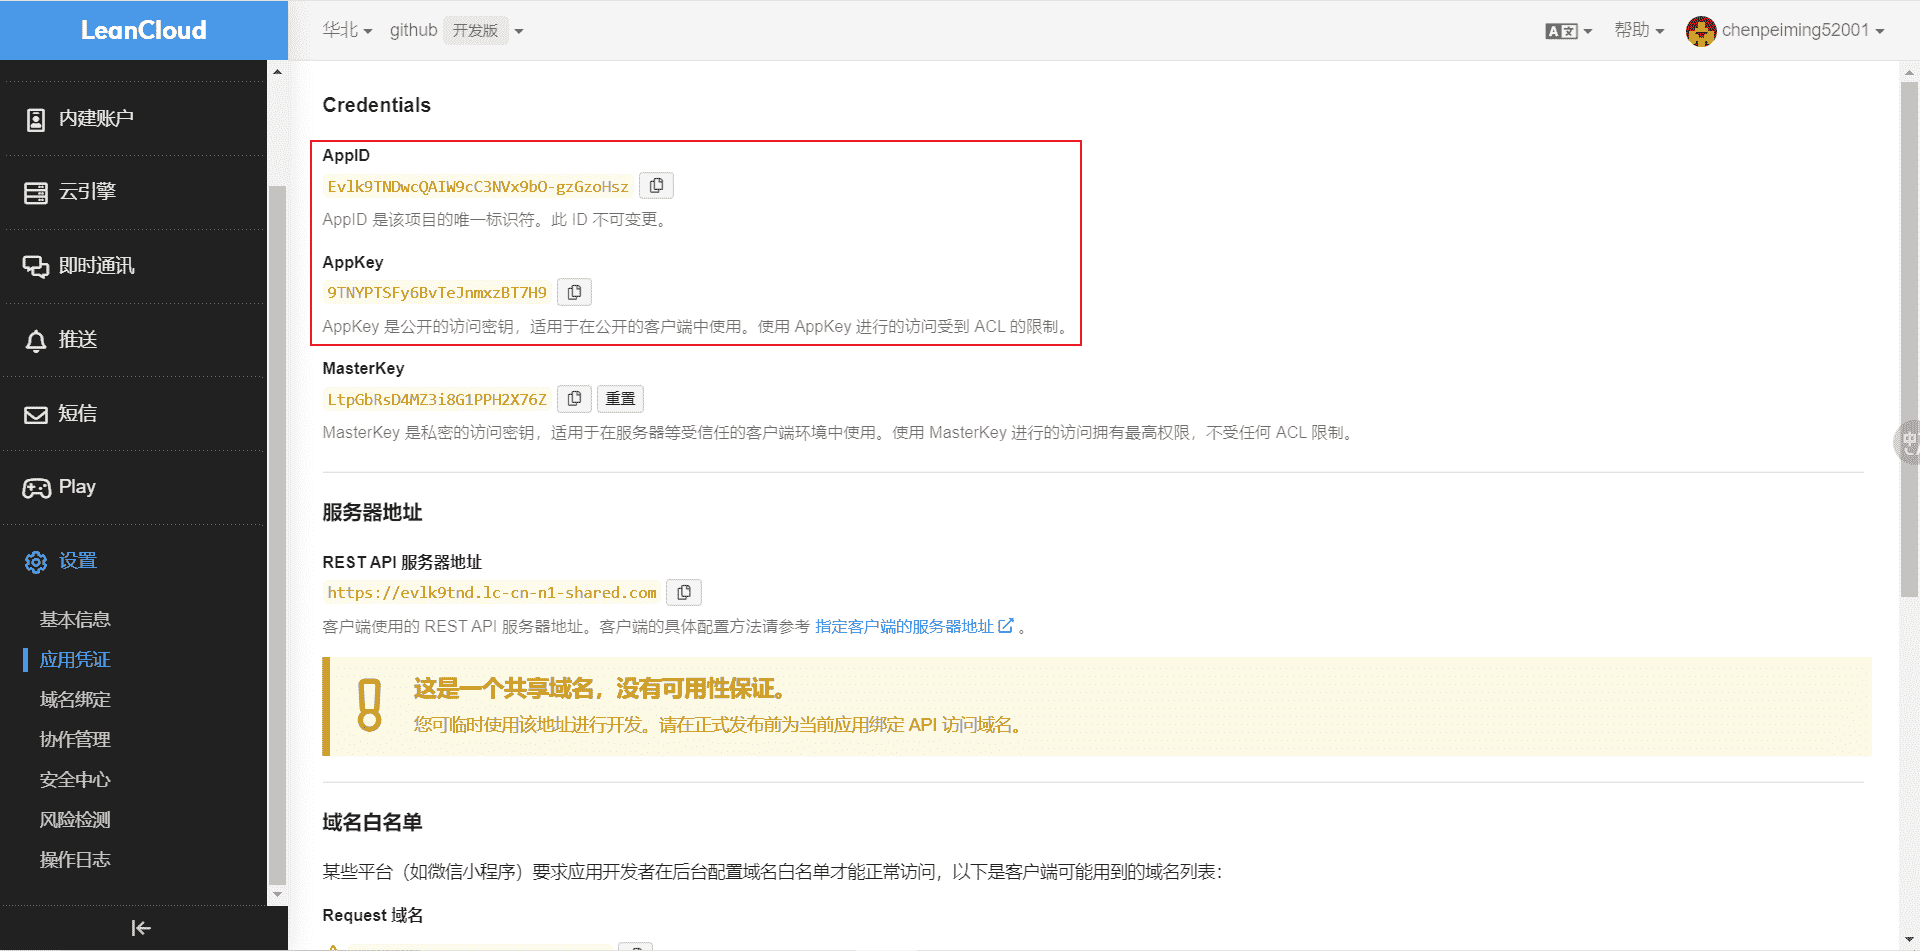 LeanCloud
华北
github
开发版
帮助
chenpeiming52001
内建账户
云引擎
即时通讯
推送
短信
Play
设置
基本信息
应用凭证
域名绑定
协作管理
安全中心
风险检测
操作日志
Credentials
AppID
Evlk9TNDwcQAIW9cC3NVx9bO-gzGzoHsz
AppID 是该项目的唯一标识符。此 ID 不可变更。
AppKey
9TNYPTSFy6BvTeJnmxzBT7H9
AppKey 是公开的访问密钥，适用于在公开的客户端中使用。使用 AppKey 进行的访问受到 ACL 的限制。
MasterKey
LtpGbRsD4MZ3i8G1PPH2X76Z
重置
MasterKey 是私密的访问密钥，适用于在服务器等受信任的客户端环境中使用。使用 MasterKey 进行的访问拥有最高权限，不受任何 ACL 限制。
服务器地址
REST API 服务器地址
https://evlk9tnd.lc-cn-n1-shared.com
客户端使用的 REST API 服务器地址。客户端的具体配置方法请参考 指定客户端的服务器地址 。
这是一个共享域名，没有可用性保证。
您可临时使用该地址进行开发。请在正式发布前为当前应用绑定 API 访问域名。
域名白名单
某些平台（如微信小程序）要求应用开发者在后台配置域名白名单才能正常访问，以下是客户端可能用到的域名列表：
Request 域名